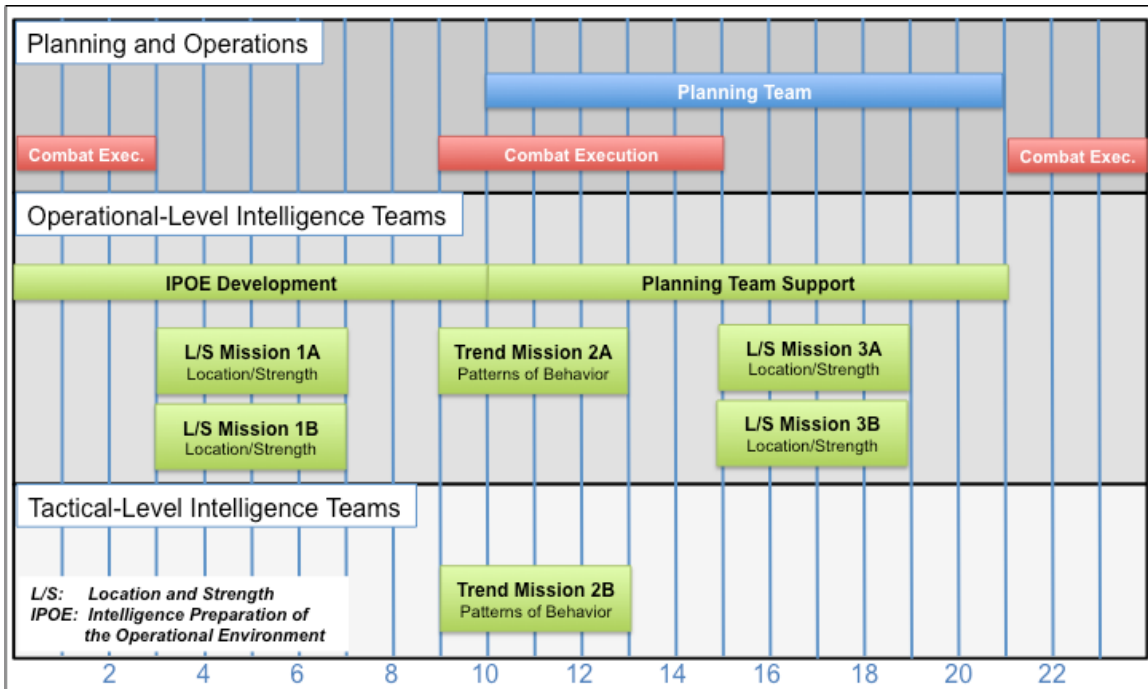 Planning and Operations
Planning Team
Combat Exec.
Combat Execution
Combat Exec.
Operational-Level Intelligence Teams
IPOE Development
Planning Team Support
L/S Mission 1A
Location/Strength
Trend Mission 2A
Patterns of Behavior
L/S Mission 3A
Location/Strength
L/S Mission 1B
Location/Strength
L/S Mission 3B
Location/Strength
Tactical-Level Intelligence Teams
Trend Mission 2B
Patterns of Behavior
L/S: Location and Strength
IPOE: Intelligence Preparation of
the Operational Environment
2 4 6 8 10 12 14 16 18 20 22